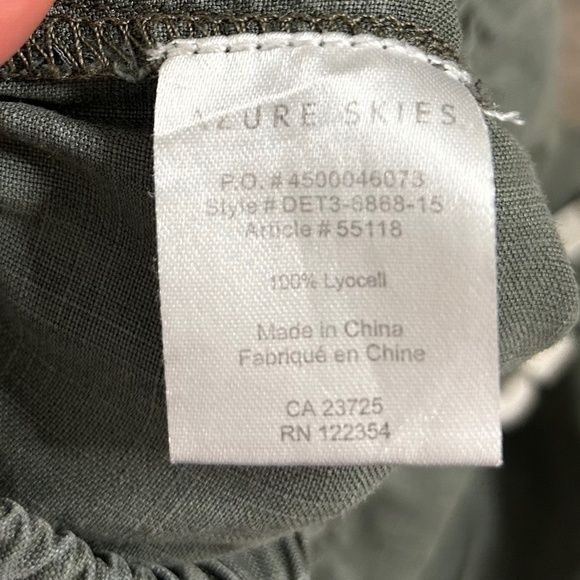 AZURE SKIES
P.O. # 4500046073
Style # DET3-6868-15
Article # 55118
100% Lyocell
Made in China
Fabriqué en Chine
CA 23725
RN 122354